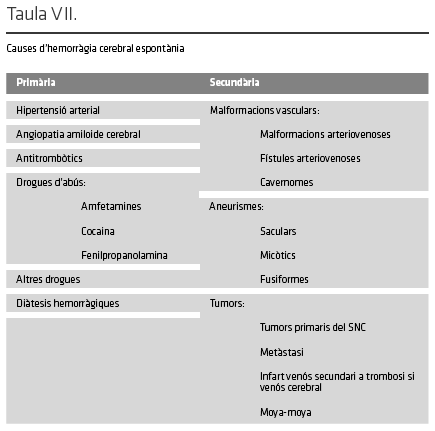 Taula VII.
Causes d'hemorràgia cerebral espontània
Primària
Secundària
Hipertensió arterial
Malformacions vasculars:
Angiopatia amiloide cerebral
Malformacions arteriovenoses
Antitrombòtics
Fístules arteriovenoses
Drogues d'abús:
Cavernomes
Amfetamines
Aneurismes:
Cocaïna
Saculars
Fenilpropanolamina
Micòtics
Altres drogues
Fusiformes
Diàtesis hemorràgiques
Tumors:
Tumors primaris del SNC
Metàstasi
Infart venós secundari a trombosi si
venós cerebral
Moya-moya